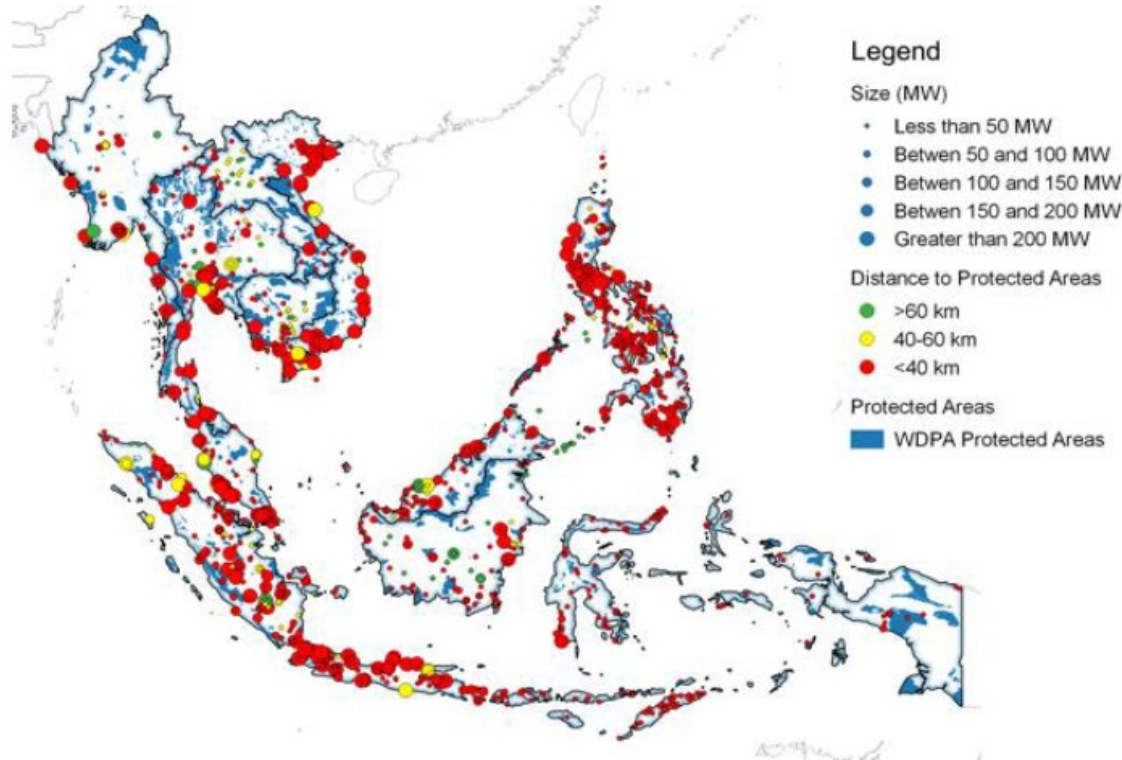 Legend
Size (MW)
Less than 50 MW
Betwen 50 and 100 MW
Betwen 100 and 150 MW
Betwen 150 and 200 MW
Greater than 200 MW
Distance to Protected Areas
>60 km
40-60 km
<40 km
Protected Areas
WDPA Protected Areas